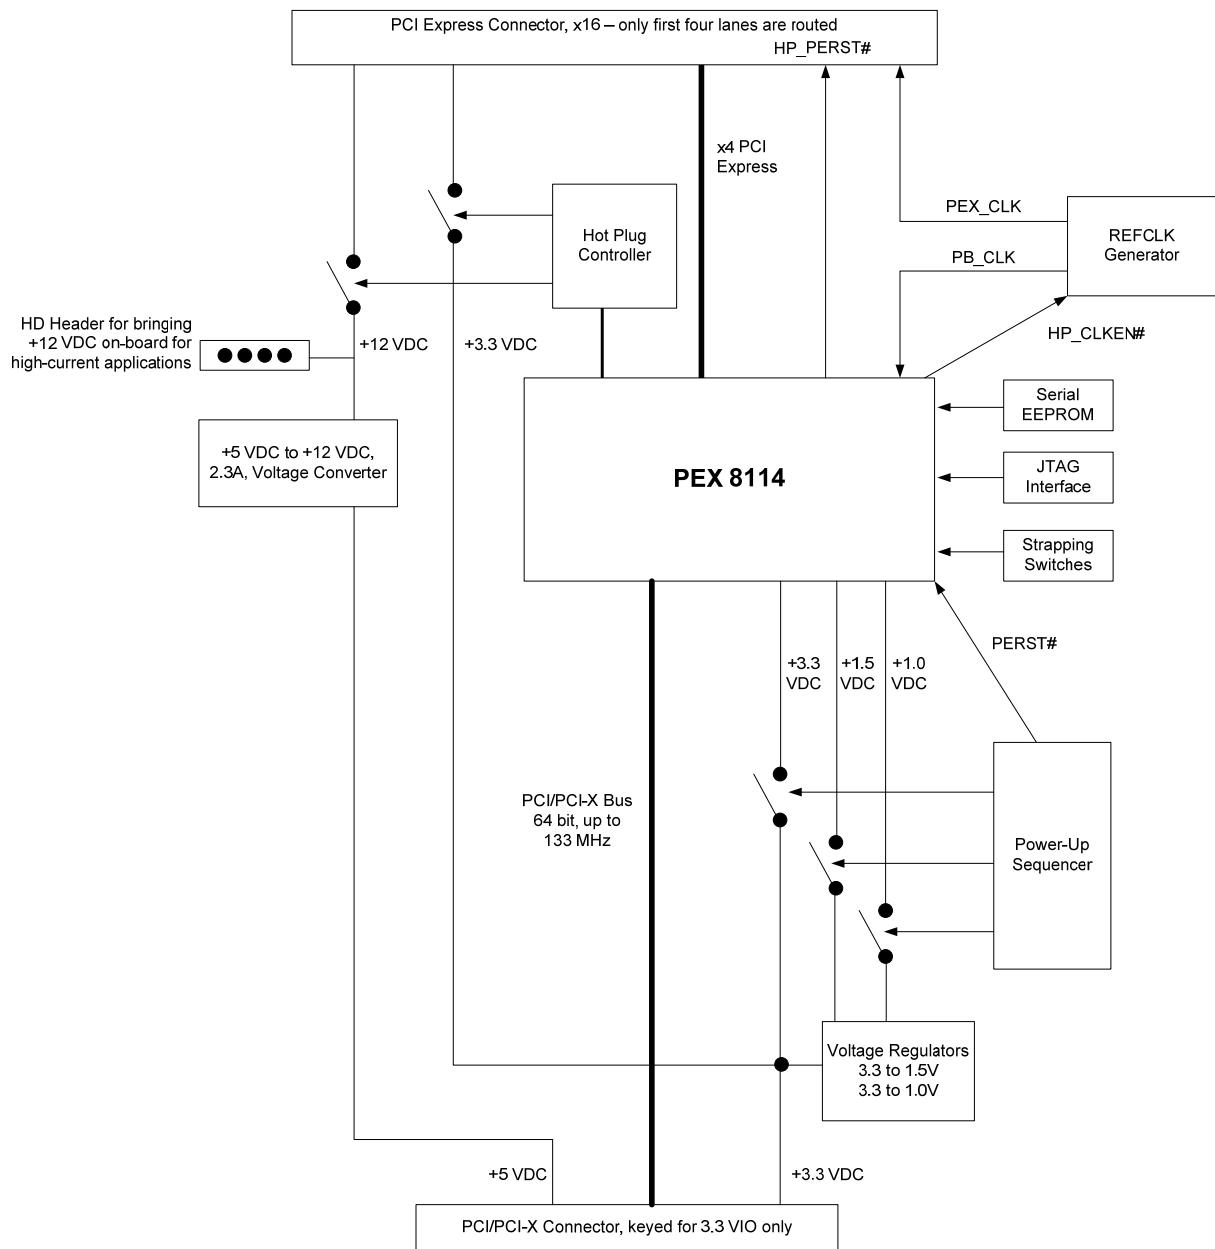 PCI Express Connector, x16 – only first four lanes are routed
HP_PERST#
x4 PCI
Express
PEX_CLK
REFCLK
Generator
PB_CLK
HP_CLKEN#
Hot Plug
Controller
HD Header for bringing
+12 VDC on-board for
high-current applications
+12 VDC
+3.3 VDC
+5 VDC to +12 VDC,
2.3A, Voltage Converter
PEX 8114
Serial
EEPROM
JTAG
Interface
Strapping
Switches
PERST#
+3.3
VDC
+1.5
VDC
+1.0
VDC
PCI/PCI-X Bus
64 bit, up to
133 MHz
Power-Up
Sequencer
Voltage Regulators
3.3 to 1.5V
3.3 to 1.0V
+5 VDC
+3.3 VDC
PCI/PCI-X Connector, keyed for 3.3 VIO only